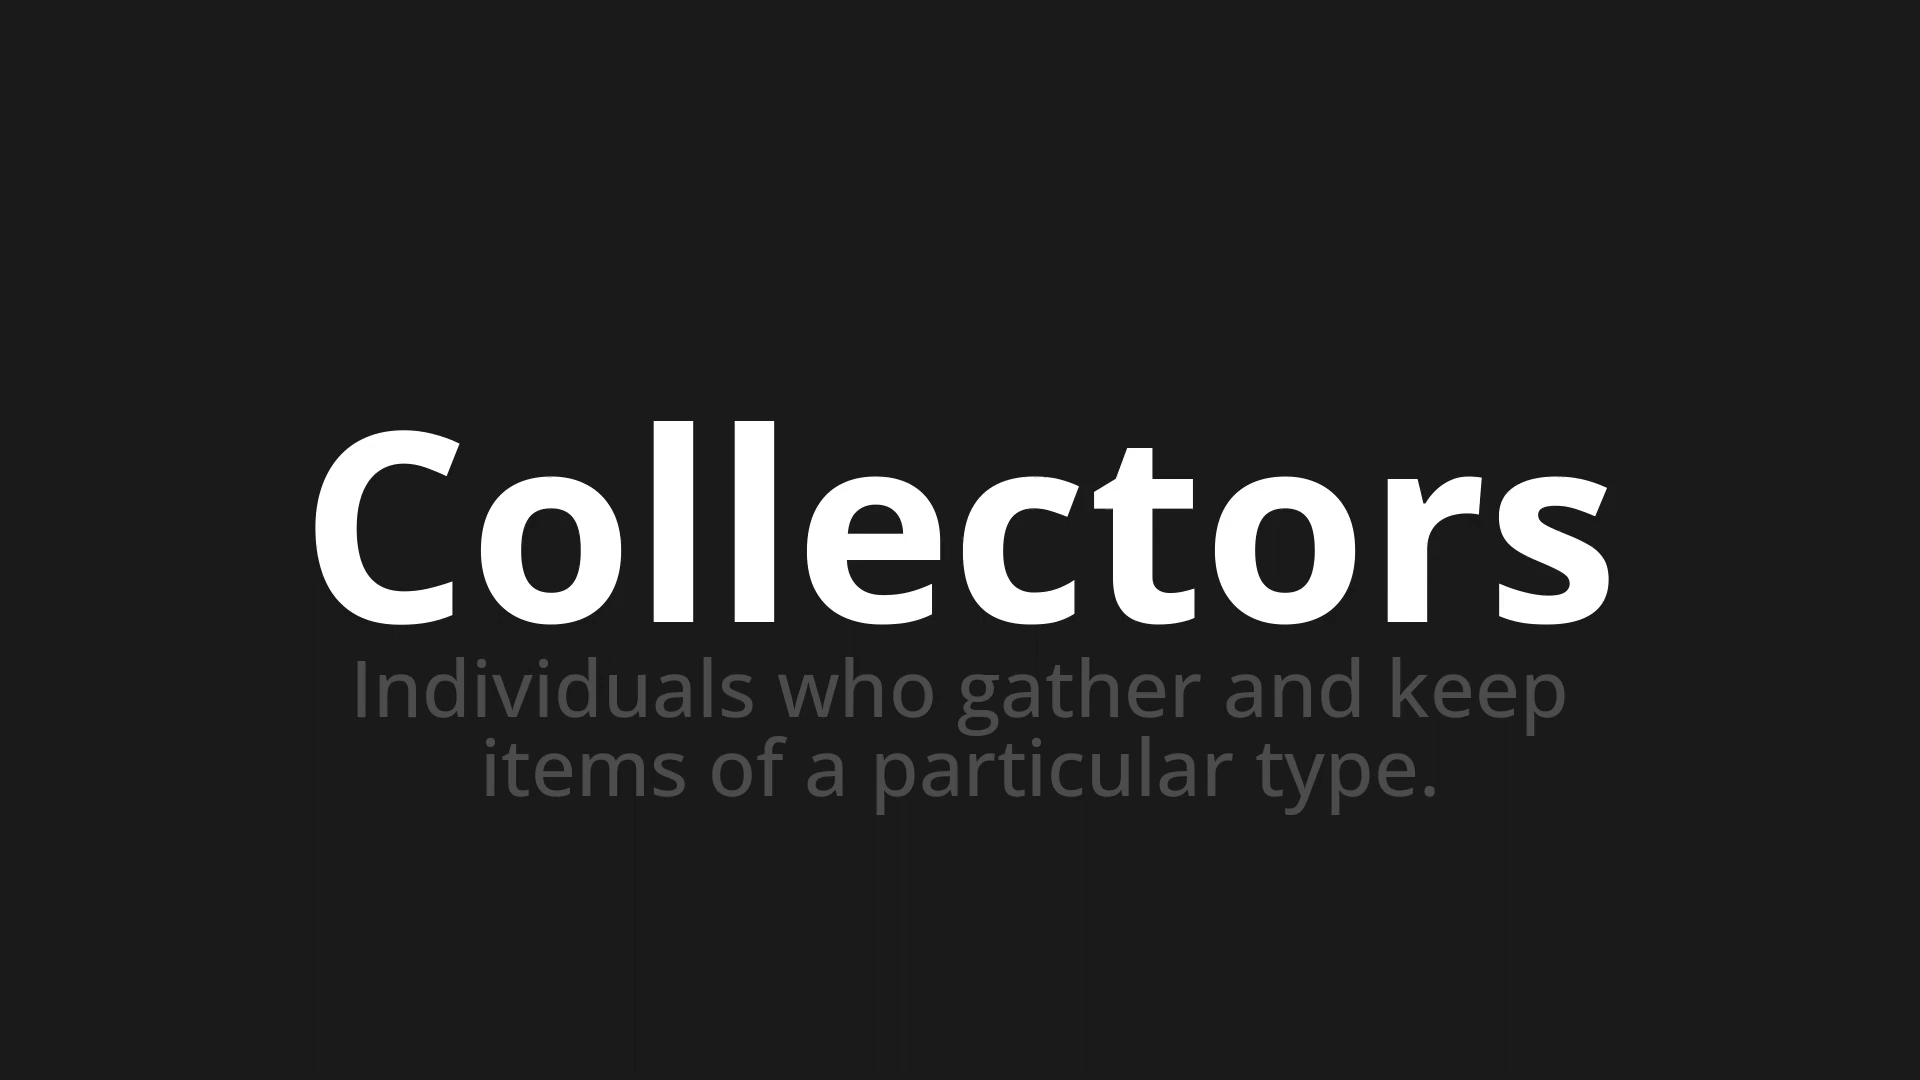 Collectors
Individuals who gather and keep
items of a particular type.